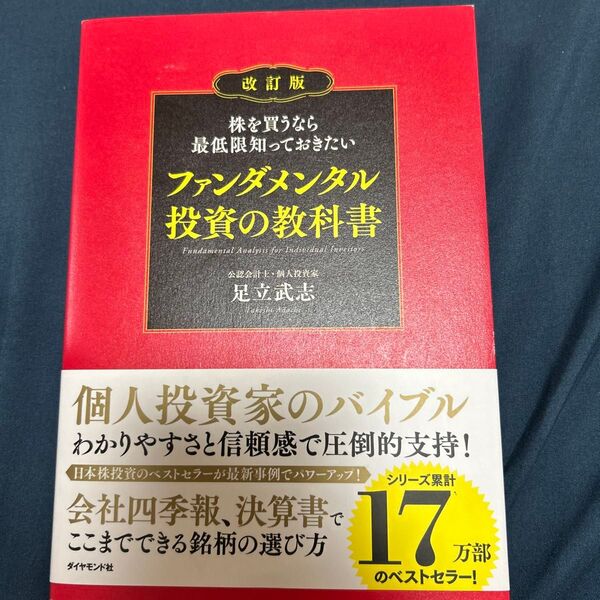 改訂版
株を買うなら
最低限知っておきたい
ファンダメンタル
投資の教科書
Fundamental Analysis for Individual Investors
公認会計士・個人投資家
足立武志
Takeshi Adachi
個人投資家のバイブル
わかりやすさと信頼感で圧倒的支持！
日本株投資のベストセラーが最新事例でパワーアップ！
会社四季報、決算書で
ここまでできる銘柄の選び方
ダイヤモンド社
シリーズ累計
17万部
のベストセラー！